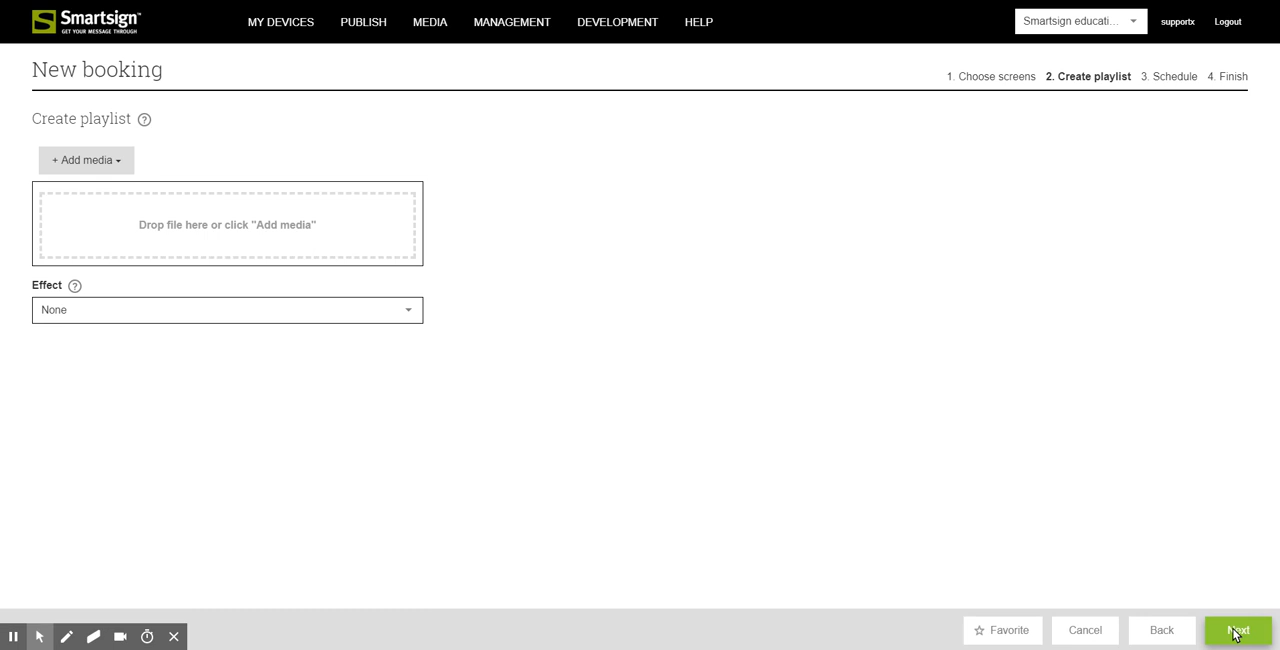 Smartsign™
GET YOUR MESSAGE THROUGH
MY DEVICES PUBLISH MEDIA MANAGEMENT DEVELOPMENT HELP
Smartsign educati... supportx Logout
New booking
1. Choose screens 2. Create playlist 3. Schedule 4. Finish
Create playlist ?
+ Add media
Drop file here or click "Add media"
Effect ?
None
Favorite Cancel Back Next